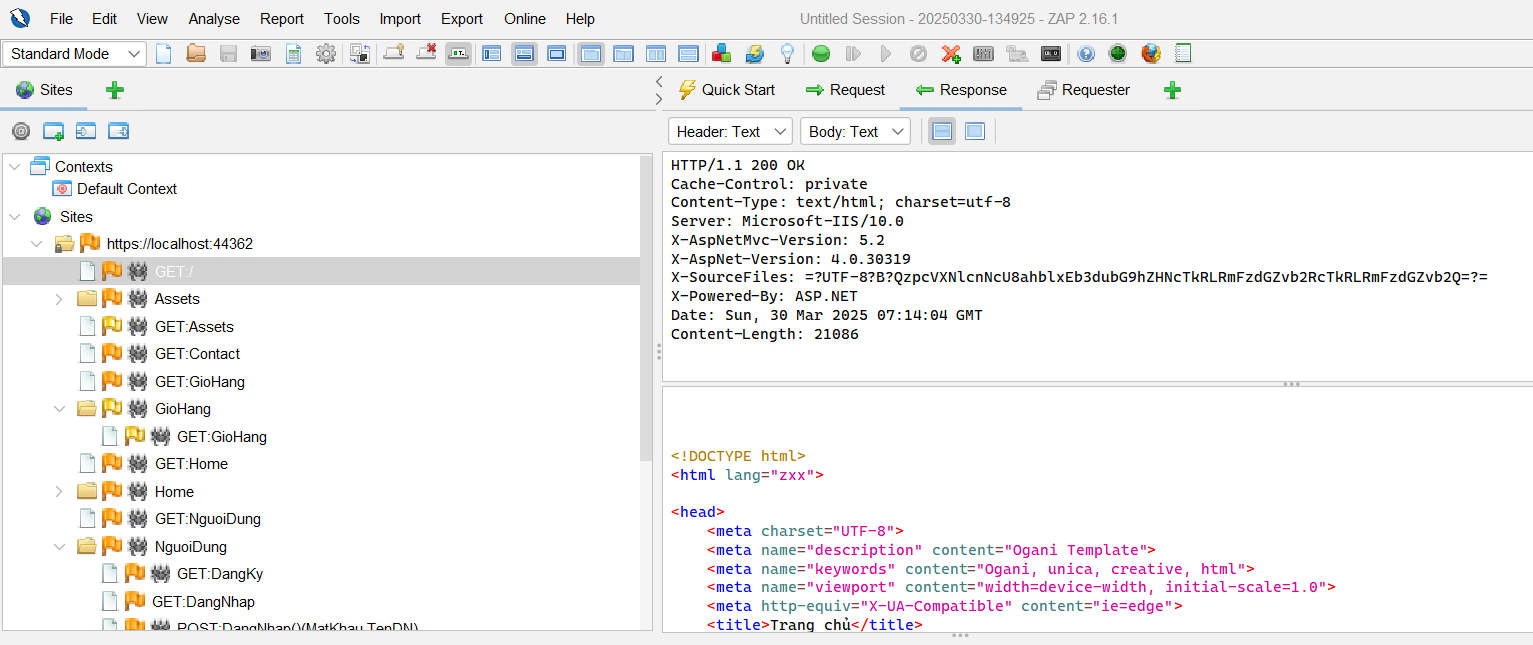 File Edit View Analyse Report Tools Import Export Online Help
Untitled Session - 20250330-134925 - ZAP 2.16.1
Standard Mode
Sites
Quick Start Request Response Requester
Header: Text Body: Text
Contexts
Default Context
Sites
https://localhost:44362
GET:/
Assets
GET:Assets
GET:Contact
GET:GioHang
GioHang
GET:GioHang
GET:Home
Home
GET:NguoiDung
NguoiDung
GET:DangKy
GET:DangNhap
POST:DangNhap()(MatKhau,TenDN)
HTTP/1.1 200 OK
Cache-Control: private
Content-Type: text/html; charset=utf-8
Server: Microsoft-IIS/10.0
X-AspNetMvc-Version: 5.2
X-AspNet-Version: 4.0.30319
X-SourceFiles: =?UTF-8?B?QzpcVXNlcnNcU8ahblxEb3dubG9hZHNcTkRLRmFzdGZvb2RcTkRLRmFzdGZvb2Q=?=
X-Powered-By: ASP.NET
Date: Sun, 30 Mar 2025 07:14:04 GMT
Content-Length: 21086
<!DOCTYPE html>
<html lang="zxx">
<head>
<meta charset="UTF-8">
<meta name="description" content="Ogani Template">
<meta name="keywords" content="Ogani, unica, creative, html">
<meta name="viewport" content="width=device-width, initial-scale=1.0">
<meta http-equiv="X-UA-Compatible" content="ie=edge">
<title>Trang chủ</title>